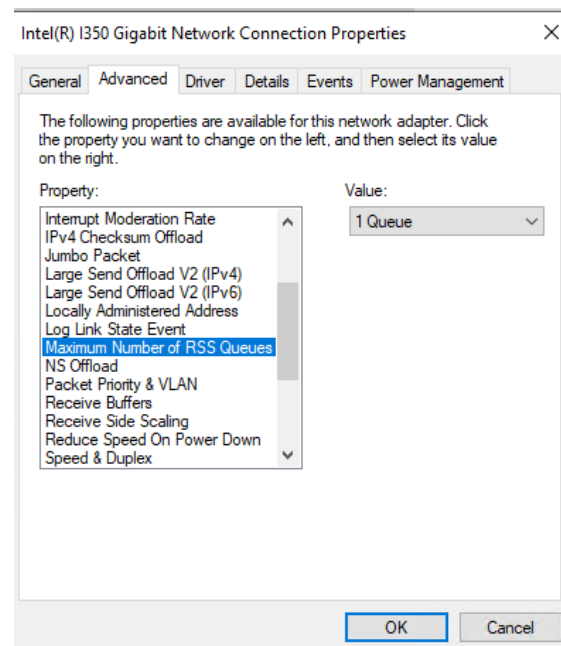 Intel(R) I350 Gigabit Network Connection Properties
General Advanced Driver Details Events Power Management
The following properties are available for this network adapter. Click
the property you want to change on the left, and then select its value
on the right.
Property:
Value:
Interrupt Moderation Rate
IPv4 Checksum Offload
Jumbo Packet
Large Send Offload V2 (IPv4)
Large Send Offload V2 (IPv6)
Locally Administered Address
Log Link State Event
Maximum Number of RSS Queues
NS Offload
Packet Priority & VLAN
Receive Buffers
Receive Side Scaling
Reduce Speed On Power Down
Speed & Duplex
1 Queue
OK Cancel